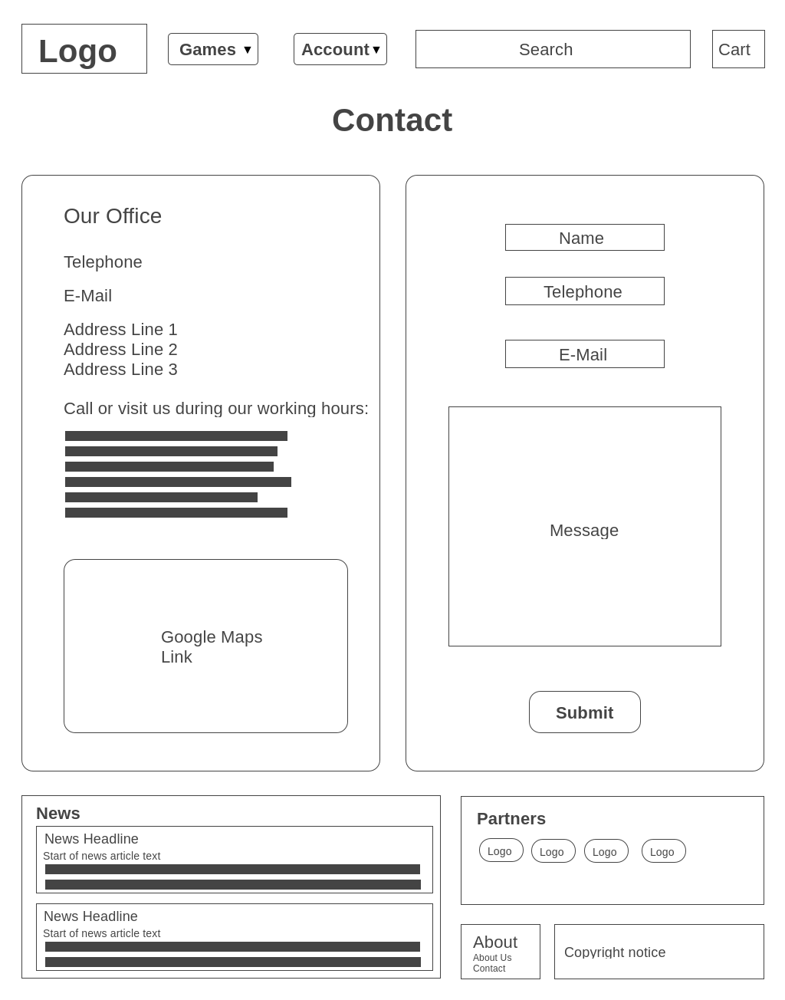 Logo
Games ▼
Account ▼
Search
Cart
Contact
Our Office
Telephone
E-Mail
Address Line 1
Address Line 2
Address Line 3
Call or visit us during our working hours:
Google Maps
Link
Name
Telephone
E-Mail
Message
Submit
News
News Headline
Start of news article text
News Headline
Start of news article text
Partners
Logo
Logo
Logo
Logo
About
About Us
Contact
Copyright notice